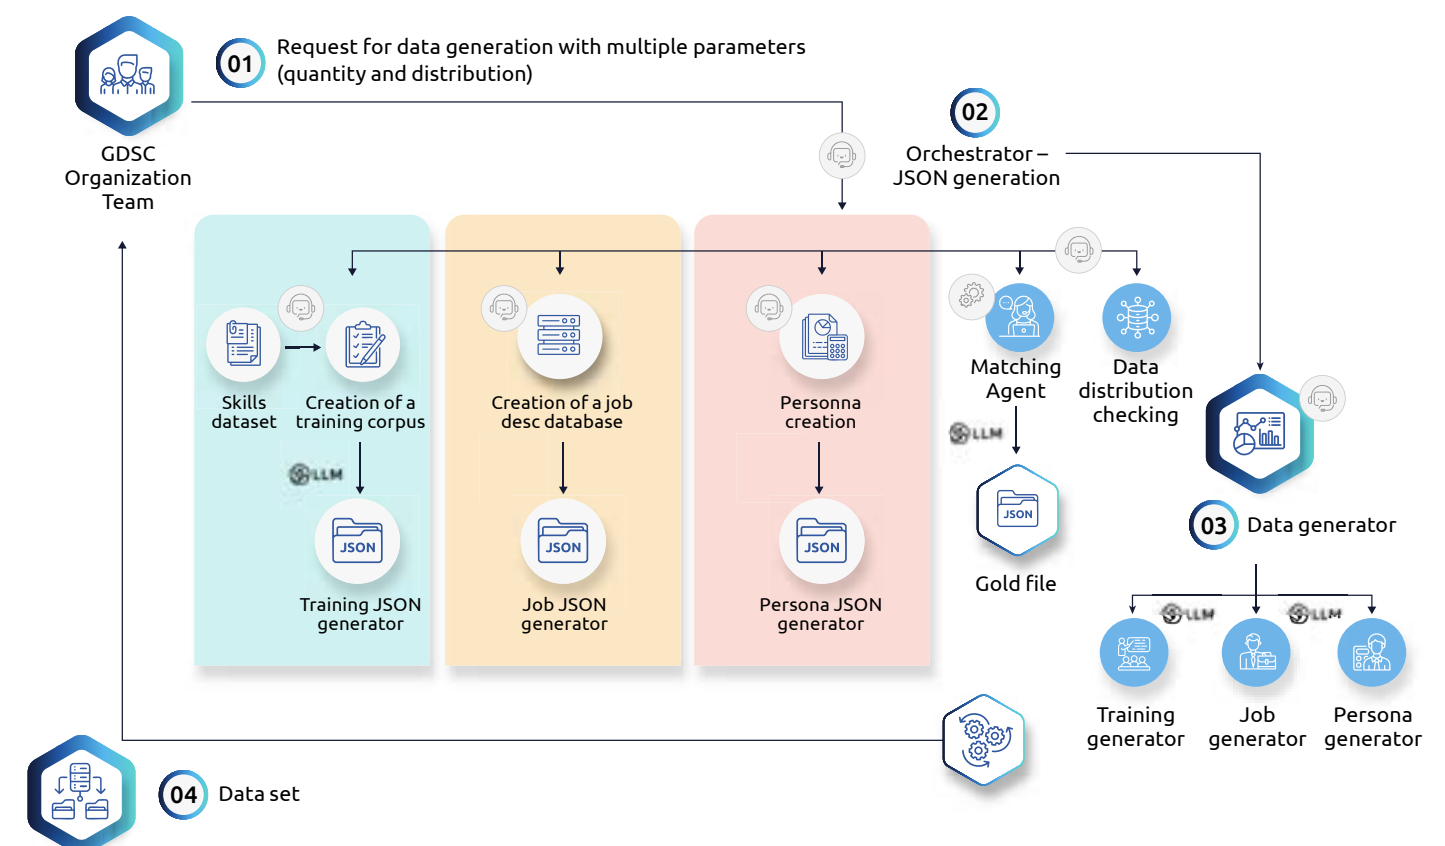 01
Request for data generation with multiple parameters
(quantity and distribution)
GDSC
Organization
Team
02
Orchestrator –
JSON generation
Skills
dataset
Creation of a
training corpus
LLM
JSON
Training JSON
generator
Creation of a job
desc database
JSON
Job JSON
generator
Personna
creation
JSON
Persona JSON
generator
Matching
Agent
LLM
JSON
Gold file
Data
distribution
checking
03
Data generator
LLM
LLM
Training
generator
Job
generator
Persona
generator
04
Data set